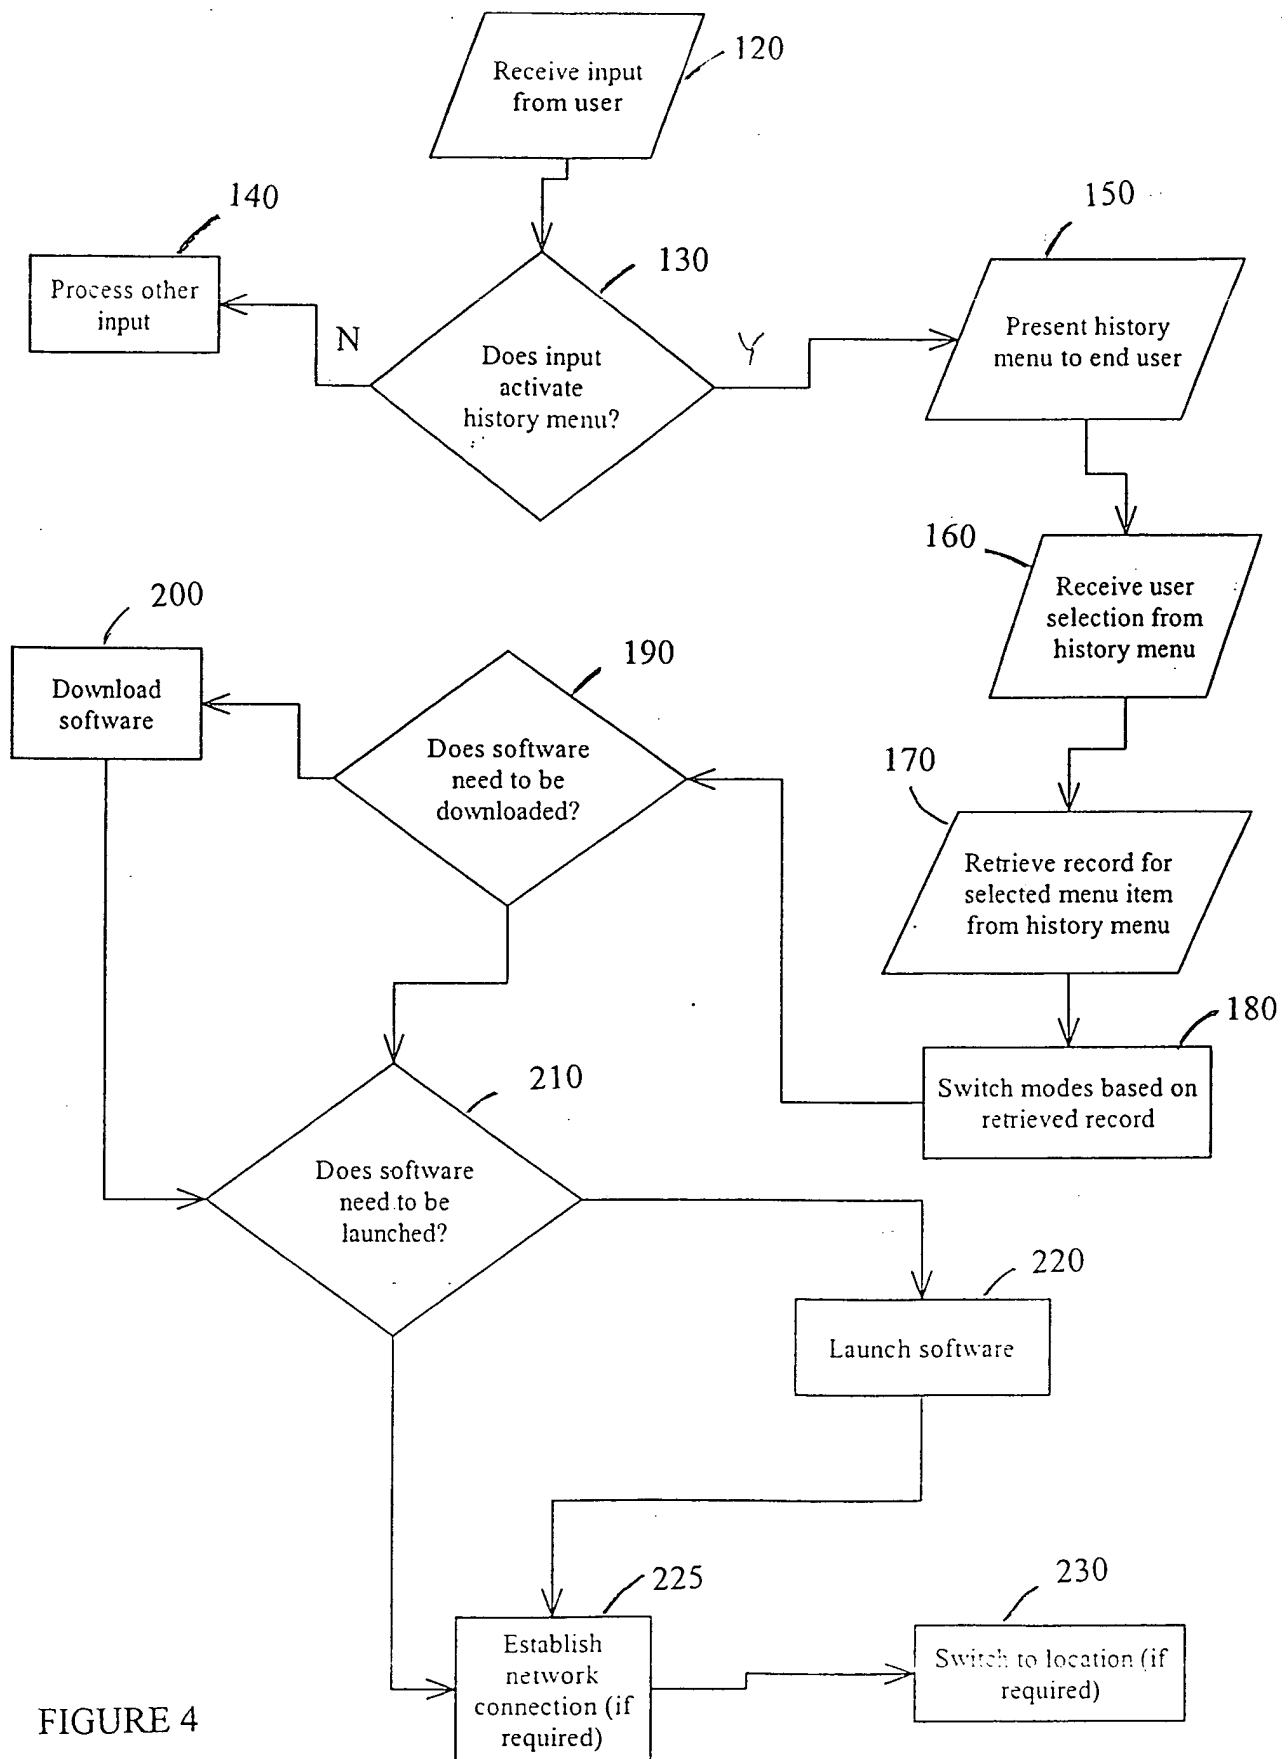 120
Receive input
from user
140
Process other
input
N
130
Does input
activate
history menu?
Y
150
Present history
menu to end user
160
Receive user
selection from
history menu
170
Retrieve record for
selected menu item
from history menu
180
Switch modes based on
retrieved record
190
Does software
need to be
downloaded?
200
Download
software
210
Does software
need to be
launched?
220
Launch software
225
Establish
network
connection (if
required)
230
Switch to location (if
required)
FIGURE 4